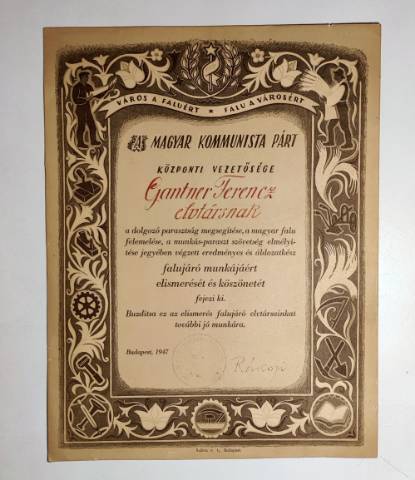 VÁROS A FALUÉRT ★ FALU A VÁROSÉRT
A MAGYAR KOMMUNISTA PÁRT
KÖZPONTI VEZETŐSÉGE
Gantner Ferencz
elvtársnak
a dolgozó parasztság megsegítése, a magyar falu
felemelése, a munkás-paraszt szövetség elmélyí-
tése jegyében végzett eredményes és áldozatkész
falujáró munkájáért
elismerését és köszönetét
fejezi ki.
Buzdítsa ez az elismerés falujáró elvtársainkat
további jó munkára.
Budapest, 1947
Rákosi